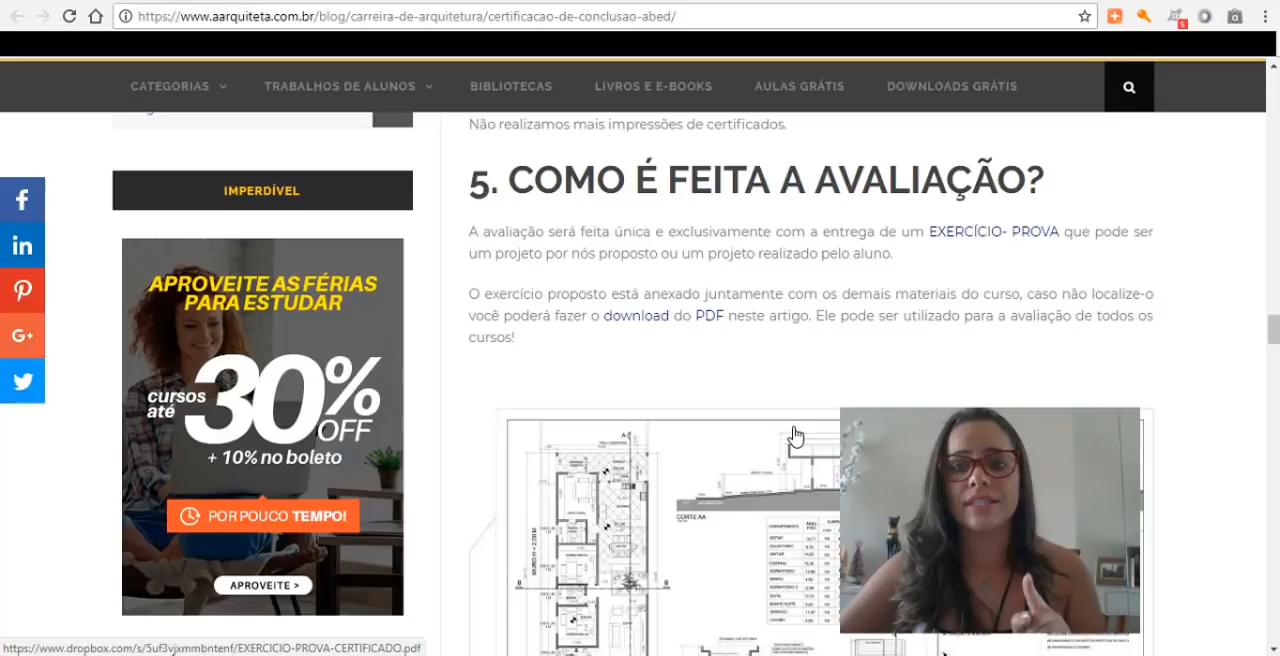 https://www.aarquiteta.com.br/blog/carreira-de-arquitetura/certificacao-de-conclusao-abed/
5
CATEGORIAS
TRABALHOS DE ALUNOS
BIBLIOTECAS
LIVROS E E-BOOKS
AULAS GRÁTIS
DOWNLOADS GRÁTIS
Não realizamos mais impressões de certificados.
5. COMO É FEITA A AVALIAÇÃO?
A avaliação será feita única e exclusivamente com a entrega de um EXERCÍCIO- PROVA que pode ser
um projeto por nós proposto ou um projeto realizado pelo aluno.
O exercício proposto está anexado juntamente com os demais materiais do curso, caso não localize-o
você poderá fazer o download do PDF neste artigo. Ele pode ser utilizado para a avaliação de todos os
cursos!
IMPERDÍVEL
APROVEITE AS FÉRIAS
PARA ESTUDAR
cursos
até
30%
OFF
+ 10% no boleto
POR POUCO TEMPO!
APROVEITE >
f
in
G+
CORTE AA
https://www.dropbox.com/s/5uf3vjxmmbntenf/EXERCICIO-PROVA-CERTIFICADO.pdf